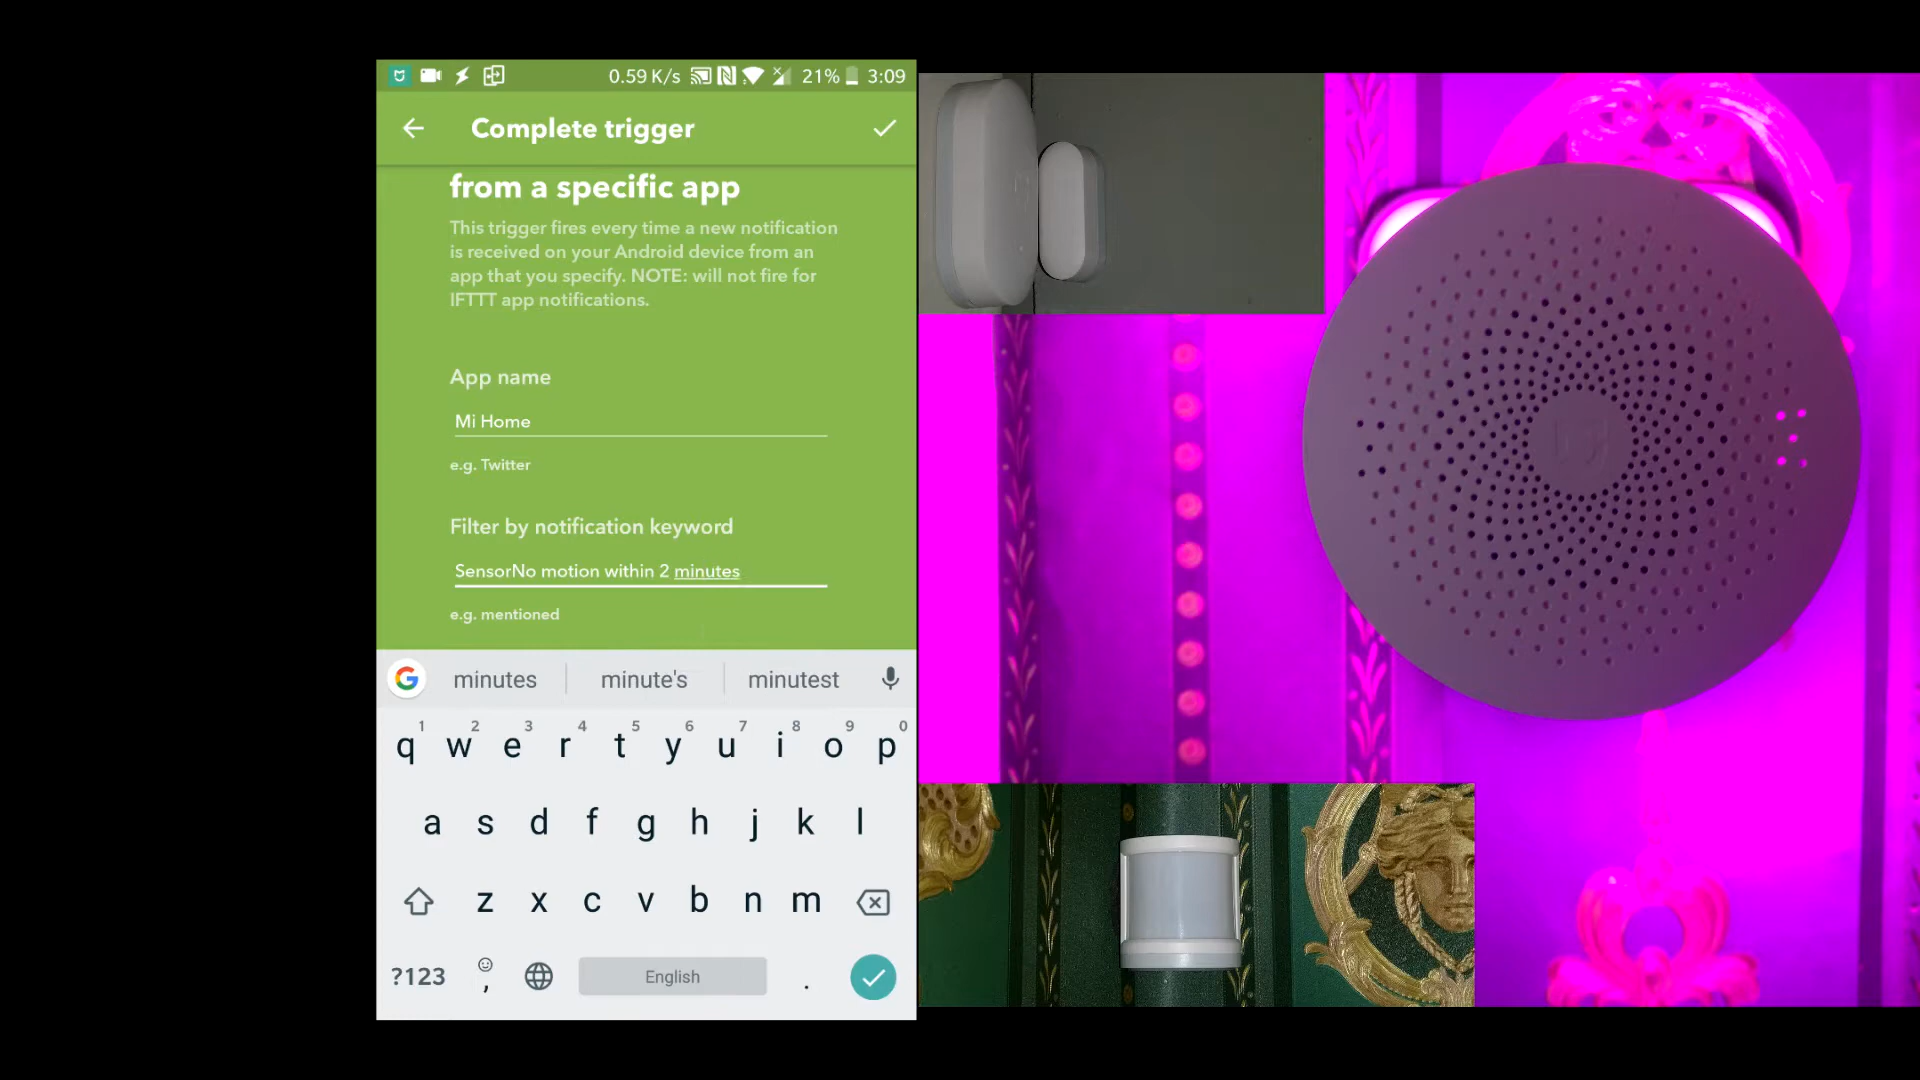 0.59 K/s 21% 3:09
Complete trigger
from a specific app
This trigger fires every time a new notification
is received on your Android device from an
app that you specify. NOTE: will not fire for
IFTTT app notifications.
App name
Mi Home
e.g. Twitter
Filter by notification keyword
SensorNo motion within 2 minutes
e.g. mentioned
minutes minute's minutest
1 2 3 4 5 6 7 8 9 0
q w e r t y u i o p
a s d f g h j k l
z x c v b n m
?123 , English .